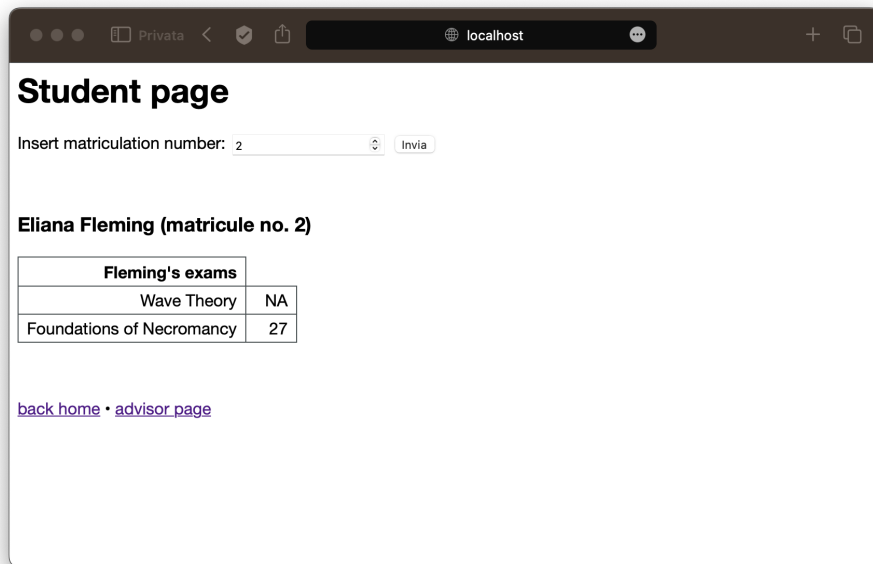 Privata
localhost
Student page
Insert matriculation number: 2 Invia
Eliana Fleming (matricule no. 2)
Fleming's exams
Wave Theory NA
Foundations of Necromancy 27
back home • advisor page